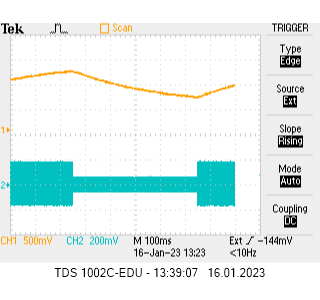 Tek Scan TRIGGER
Type
Edge
Source
Ext
Slope
Rising
Mode
Auto
Coupling
DC
1
2
CH1 500mV CH2 200mV M 100ms Ext -144mV
16-Jan-23 13:23 <10Hz
TDS 1002C-EDU - 13:39:07 16.01.2023